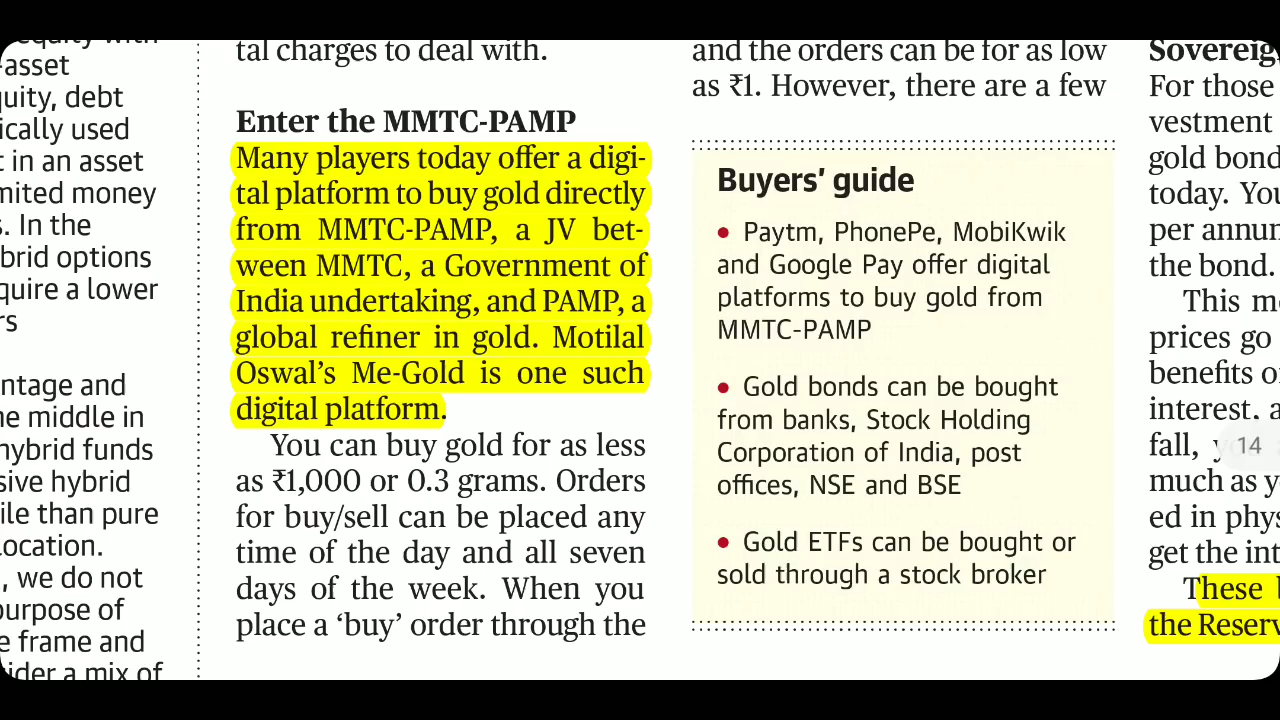 -asset
uity, debt
ically used
t in an asset
mited money
s. In the
brid options
quire a lower
rs
ntage and
ne middle in
hybrid funds
sive hybrid
ile than pure
location.
, we do not
purpose of
e frame and
ider a mix of
tal charges to deal with.
Enter the MMTC-PAMP
Many players today offer a digi-
tal platform to buy gold directly
from MMTC-PAMP, a JV bet-
ween MMTC, a Government of
India undertaking, and PAMP, a
global refiner in gold. Motilal
Oswal's Me-Gold is one such
digital platform.
You can buy gold for as less
as ₹1,000 or 0.3 grams. Orders
for buy/sell can be placed any
time of the day and all seven
days of the week. When you
place a 'buy' order through the
and the orders can be for as low
as ₹1. However, there are a few
Buyers' guide
• Paytm, PhonePe, MobiKwik
and Google Pay offer digital
platforms to buy gold from
MMTC-PAMP
• Gold bonds can be bought
from banks, Stock Holding
Corporation of India, post
offices, NSE and BSE
• Gold ETFs can be bought or
sold through a stock broker
Sovereig
For those
vestment
gold bond
today. You
per annum
the bond.
This mo
prices go
benefits o
interest, a
fall,
much as y
ed in phys
get the int
These b
the Reserv
14